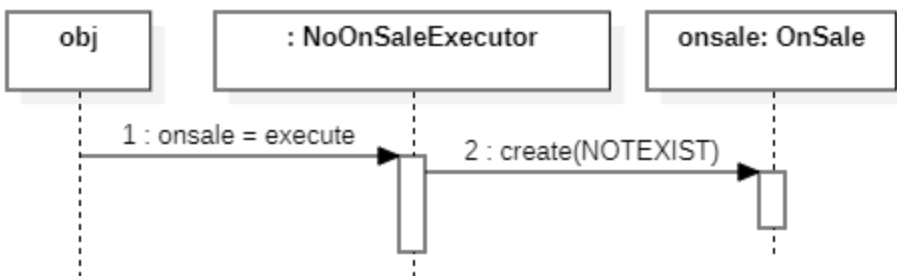 obj
: NoOnSaleExecutor
onsale: OnSale
1 : onsale = execute
2 : create(NOTEXIST)